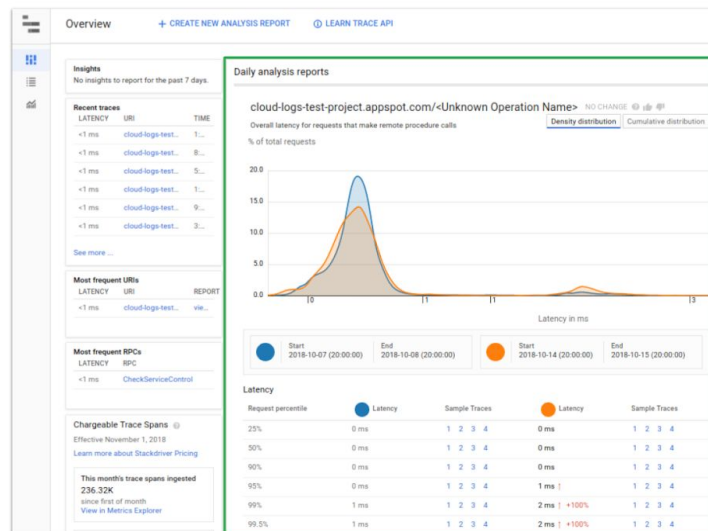 Overview
+ CREATE NEW ANALYSIS REPORT
LEARN TRACE API
Insights
No insights to report for the past 7 days.
Recent traces
LATENCY URI TIME
<1 ms cloud-logs-test... 1:...
<1 ms cloud-logs-test... 8:...
<1 ms cloud-logs-test... 5:...
<1 ms cloud-logs-test... 1:...
<1 ms cloud-logs-test... 9:...
<1 ms cloud-logs-test... 3:...
See more ...
Most frequent URIs
LATENCY URI REPORT
<1 ms cloud-logs-test... vie...
Most frequent RPCs
LATENCY RPC
<1 ms CheckServiceControl
Chargeable Trace Spans
Effective November 1, 2018
Learn more about Stackdriver Pricing
This month's trace spans ingested
236.32K
since first of month
View in Metrics Explorer
Daily analysis reports
cloud-logs-test-project.appspot.com/<Unknown Operation Name> NO CHANGE
Overall latency for requests that make remote procedure calls
Density distribution Cumulative distribution
% of total requests
20.0
15.0
10.0
5.0
0.0
0 1 1 3
Latency in ms
Start End
2018-10-07 (20:00:00) 2018-10-08 (20:00:00)
Start End
2018-10-14 (20:00:00) 2018-10-15 (20:00:00)
Latency
Request percentile Latency Sample Traces Latency Sample Traces
25% 0 ms 1 2 3 4 0 ms 1 2 3 4
50% 0 ms 1 2 3 4 0 ms 1 2 3 4
90% 0 ms 1 2 3 4 0 ms 1 2 3 4
95% 0 ms 1 2 3 4 1 ms 1 2 3 4
99% 1 ms 1 2 3 4 2 ms +100% 1 2 3 4
99.5% 1 ms 1 2 3 4 2 ms +100% 1 2 3 4